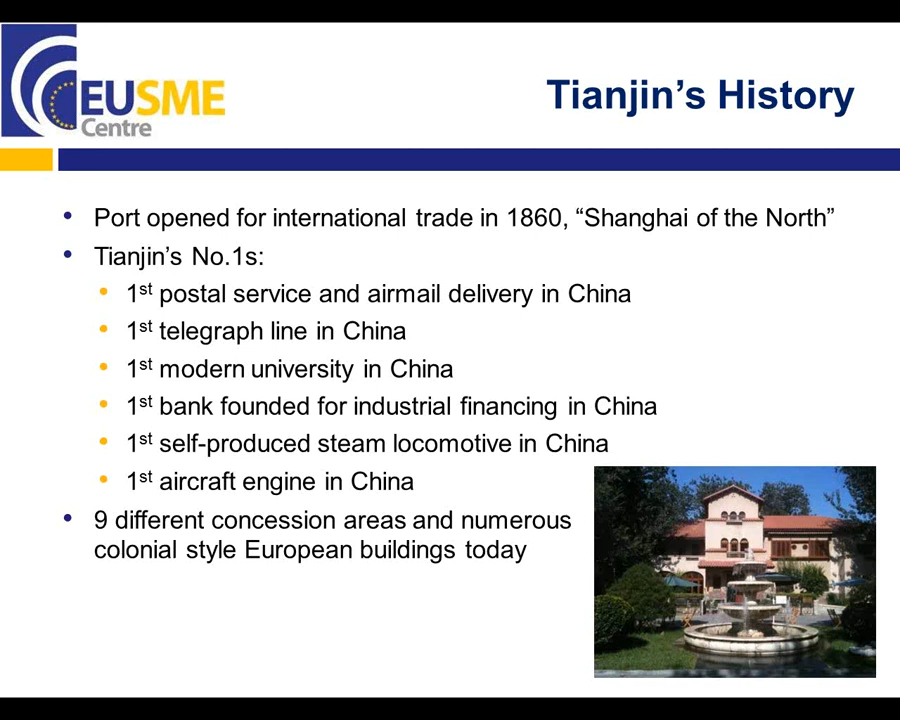 EUSME
Centre
Tianjin’s History
• Port opened for international trade in 1860, “Shanghai of the North”
• Tianjin’s No.1s:
• 1st postal service and airmail delivery in China
• 1st telegraph line in China
• 1st modern university in China
• 1st bank founded for industrial financing in China
• 1st self-produced steam locomotive in China
• 1st aircraft engine in China
• 9 different concession areas and numerous
colonial style European buildings today